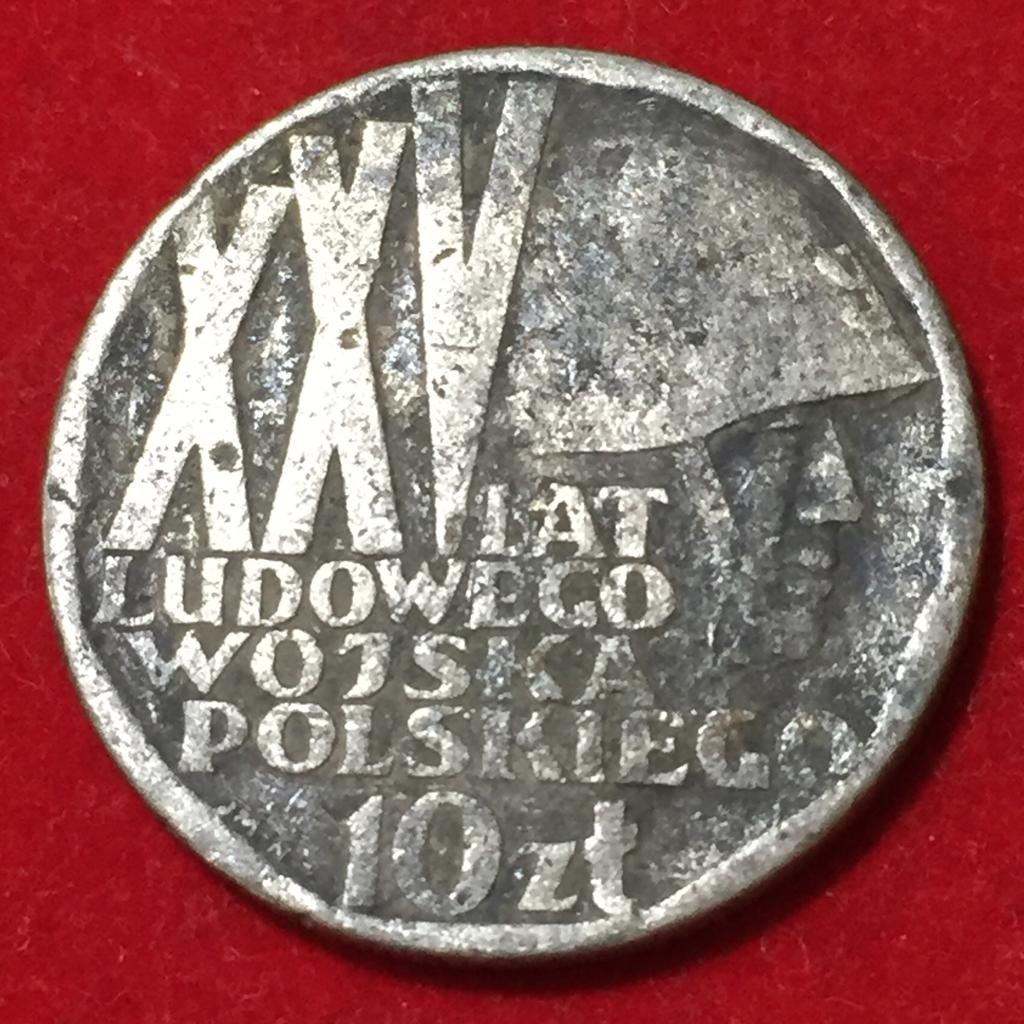 XXV LAT
LUDOWEGO
WOJSKA
POLSKIEGO
10 zł